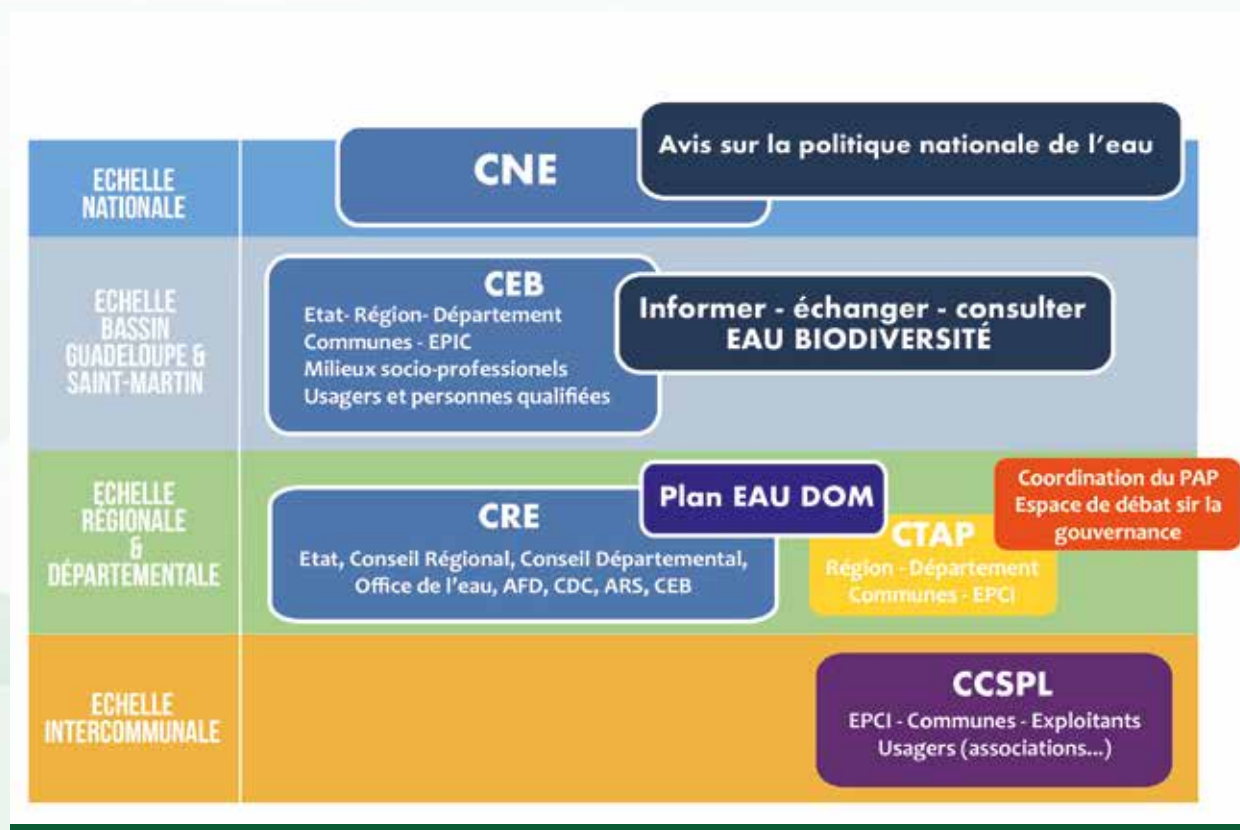 ECHELLE
NATIONALE
CNE
Avis sur la politique nationale de l'eau
ECHELLE
BASSIN
GUADELOUPE &
SAINT-MARTIN
CEB
Etat- Région- Département
Communes - EPIC
Milieux socio-professionels
Usagers et personnes qualifiées
Informer - échanger - consulter
EAU BIODIVERSITÉ
ECHELLE
RÉGIONALE
&
DÉPARTEMENTALE
CRE
Etat, Conseil Régional, Conseil Départemental,
Office de l'eau, AFD, CDC, ARS, CEB
Plan EAU DOM
CTAP
Région - Département
Communes - EPCI
Coordination du PAP
Espace de débat sir la
gouvernance
ECHELLE
INTERCOMMUNALE
CCSPL
EPCI - Communes - Exploitants
Usagers (associations...)